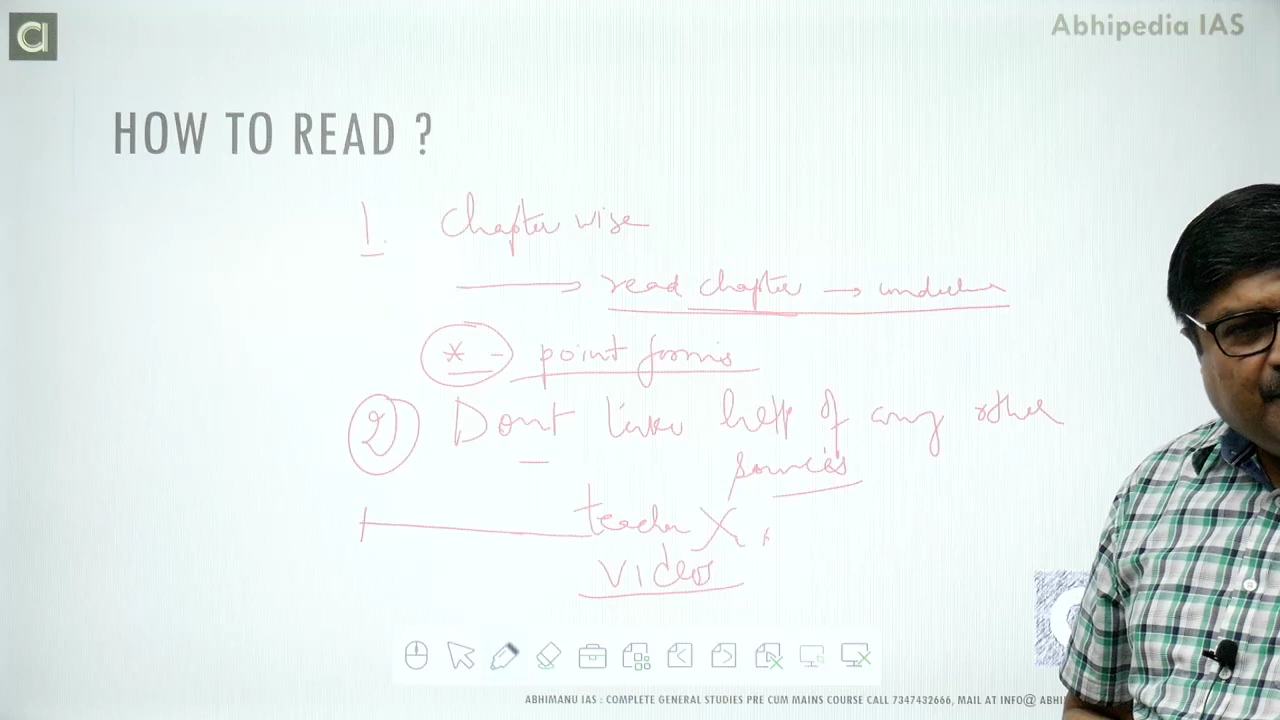 Abhipedia IAS
HOW TO READ ?
1. Chapter wise
read chapter → underline
* - point forms
2) Dont take help of any other
sources
teacher X
Video
ABHIMANU IAS : COMPLETE GENERAL STUDIES PRE CUM MAINS COURSE CALL 7347432666, MAIL AT INFO@ ABHI